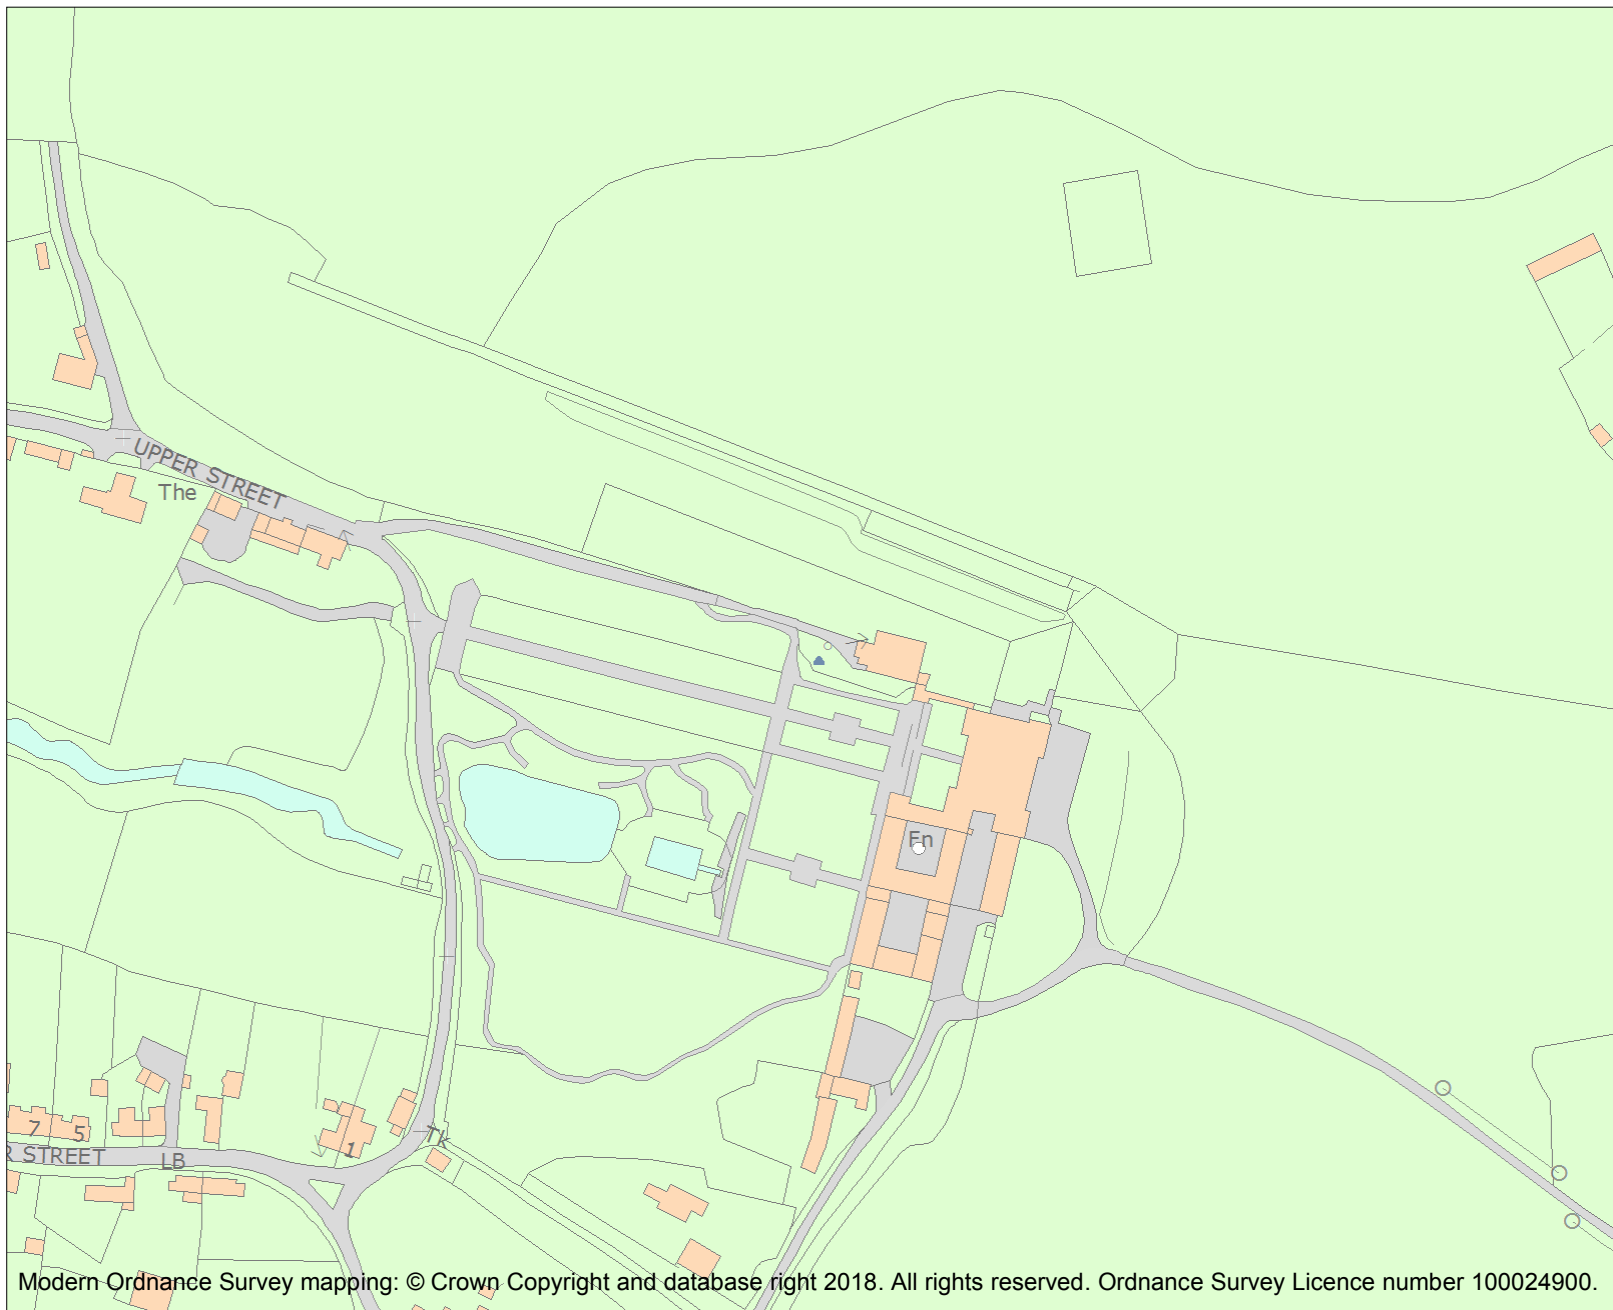 UPPER STREET
The
Fn
Tk
7
5
1
R STREET
LB
Modern Ordnance Survey mapping: © Crown Copyright and database right 2018. All rights reserved. Ordnance Survey Licence number 100024900.